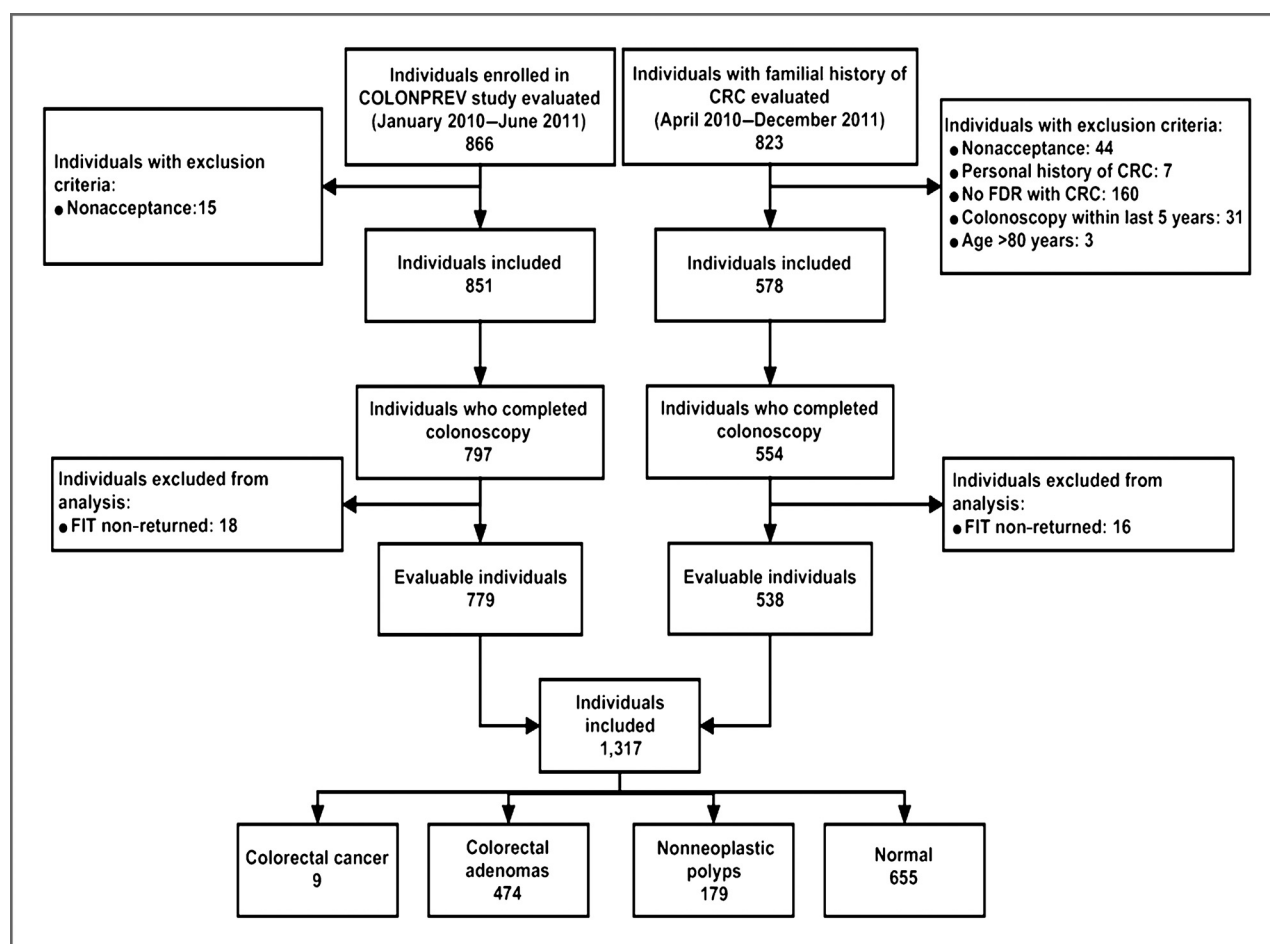 Individuals enrolled in
COLONPREV study evaluated
(January 2010–June 2011)
866
Individuals with familial history of
CRC evaluated
(April 2010–December 2011)
823
Individuals with exclusion
criteria:
● Nonacceptance:15
Individuals with exclusion criteria:
● Nonacceptance: 44
● Personal history of CRC: 7
● No FDR with CRC: 160
● Colonoscopy within last 5 years: 31
● Age >80 years: 3
Individuals included
851
Individuals included
578
Individuals who completed
colonoscopy
797
Individuals who completed
colonoscopy
554
Individuals excluded from
analysis:
● FIT non-returned: 18
Individuals excluded from
analysis:
● FIT non-returned: 16
Evaluable individuals
779
Evaluable individuals
538
Individuals
included
1,317
Colorectal cancer
9
Colorectal
adenomas
474
Nonneoplastic
polyps
179
Normal
655